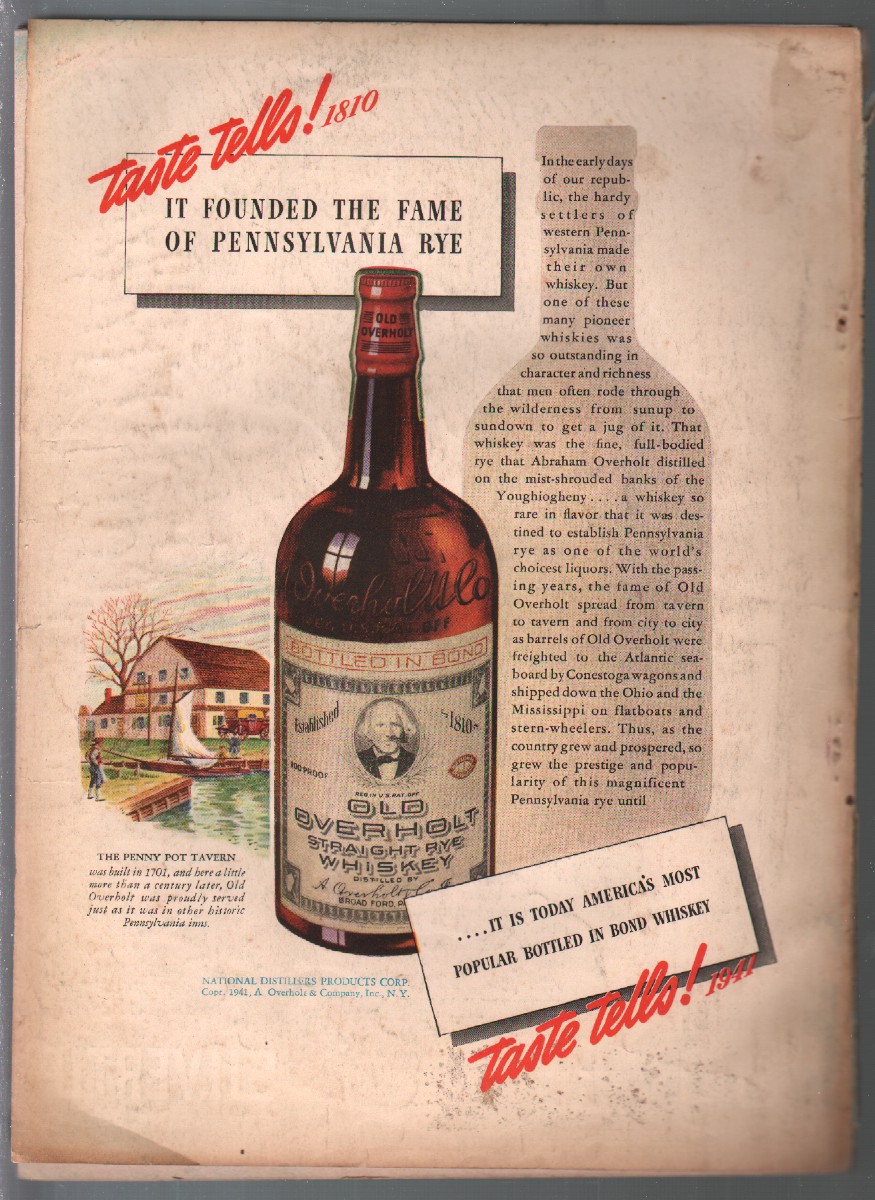 taste tells! 1810
IT FOUNDED THE FAME
OF PENNSYLVANIA RYE
In the early days
of our repub-
lic, the hardy
settlers of
western Penn-
sylvania made
their own
whiskey. But
one of these
many pioneer
whiskies was
so outstanding in
character and richness
that men often rode through
the wilderness from sunup to
sundown to get a jug of it. That
whiskey was the fine, full-bodied
rye that Abraham Overholt distilled
on the mist-shrouded banks of the
Youghiogheny . . . . a whiskey so
rare in flavor that it was des-
tined to establish Pennsylvania
rye as one of the world's
choicest liquors. With the pass-
ing years, the fame of Old
Overholt spread from tavern
to tavern and from city to city
as barrels of Old Overholt were
freighted to the Atlantic sea-
board by Conestoga wagons and
shipped down the Ohio and the
Mississippi on flatboats and
stern-wheelers. Thus, as the
country grew and prospered, so
grew the prestige and popu-
larity of this magnificent
Pennsylvania rye until
OLD
OVERHOLT
Overholt & Co
REG. U.S. PAT. OFF
BOTTLED IN BOND
Established 1810
100 PROOF
REG IN U.S. PAT. OFF
OLD
OVERHOLT
STRAIGHT RYE
WHISKEY
DISTILLED BY
A. Overholt & Co.
BROAD FORD, P
THE PENNY POT TAVERN
was built in 1701, and here a little
more than a century later, Old
Overholt was proudly served
just as it was in other historic
Pennsylvania inns.
....IT IS TODAY AMERICA'S MOST
POPULAR BOTTLED IN BOND WHISKEY
taste tells! 1941
NATIONAL DISTILLERS PRODUCTS CORP.
Copr. 1941, A. Overholt & Company, Inc., N. Y.